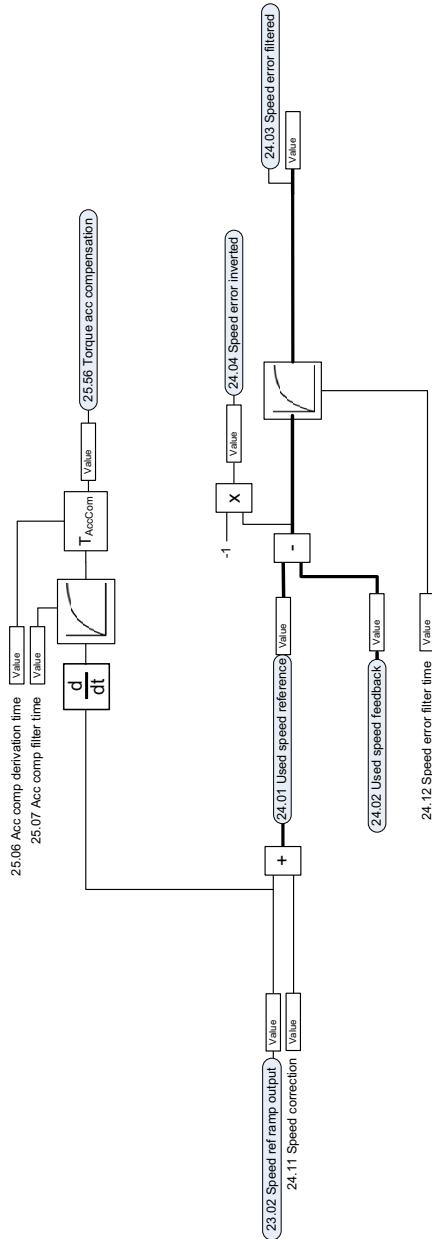 25.06 Acc comp derivation time
Value
25.07 Acc comp filter time
Value
d
dt
TAccCom
Value
25.56 Torque acc compensation
23.02 Speed ref ramp output
Value
24.11 Speed correction
Value
+
24.01 Used speed reference
Value
24.02 Used speed feedback
Value
-
-1
x
Value
24.04 Speed error inverted
24.12 Speed error filter time
Value
Value
24.03 Speed error filtered